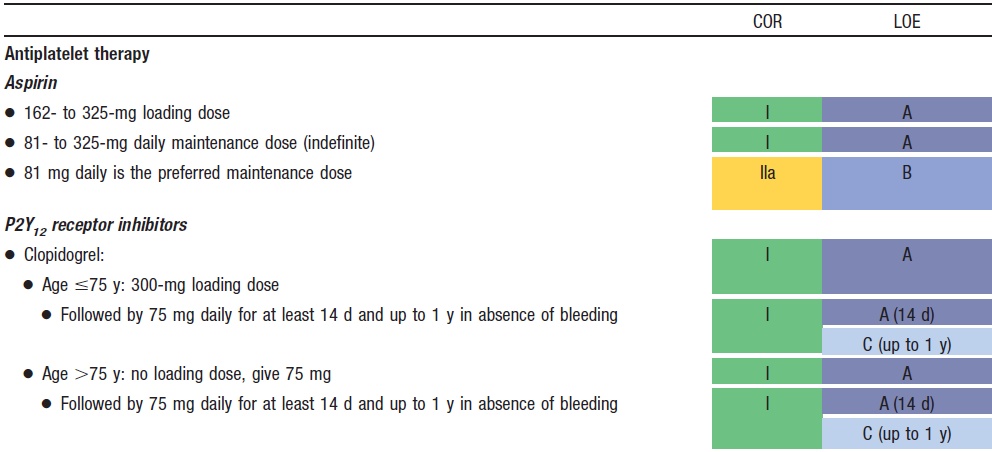 COR LOE
Antiplatelet therapy
Aspirin
● 162- to 325-mg loading dose I A
● 81- to 325-mg daily maintenance dose (indefinite) I A
● 81 mg daily is the preferred maintenance dose IIa B
P2Y12 receptor inhibitors
● Clopidogrel: I A
● Age ≤75 y: 300-mg loading dose
● Followed by 75 mg daily for at least 14 d and up to 1 y in absence of bleeding I A (14 d)
C (up to 1 y)
● Age >75 y: no loading dose, give 75 mg I A
● Followed by 75 mg daily for at least 14 d and up to 1 y in absence of bleeding I A (14 d)
C (up to 1 y)